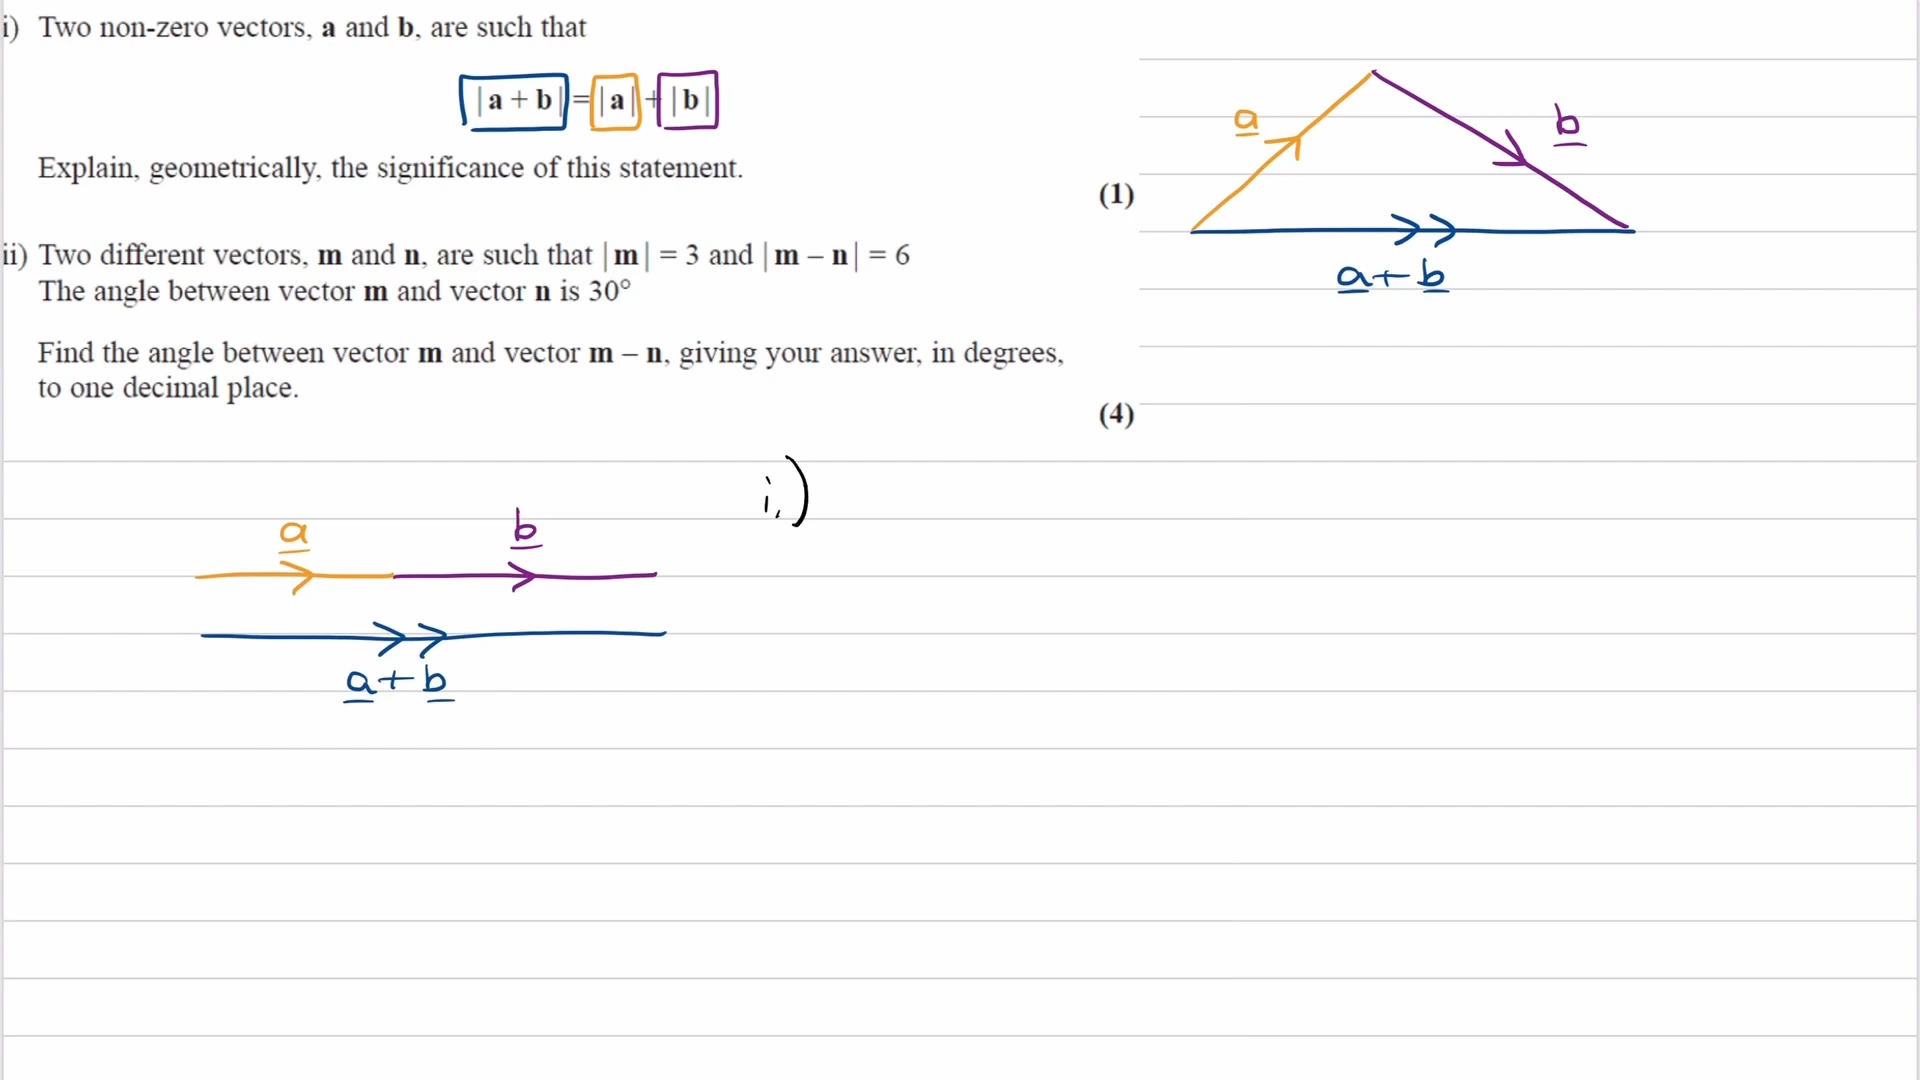 i) Two non-zero vectors, a and b, are such that
|a + b| = |a| + |b|
Explain, geometrically, the significance of this statement.
(1)
ii) Two different vectors, m and n, are such that |m| = 3 and |m − n| = 6
The angle between vector m and vector n is 30°
Find the angle between vector m and vector m − n, giving your answer, in degrees,
to one decimal place.
(4)
a
b
a+b
i.)
a
b
a+b